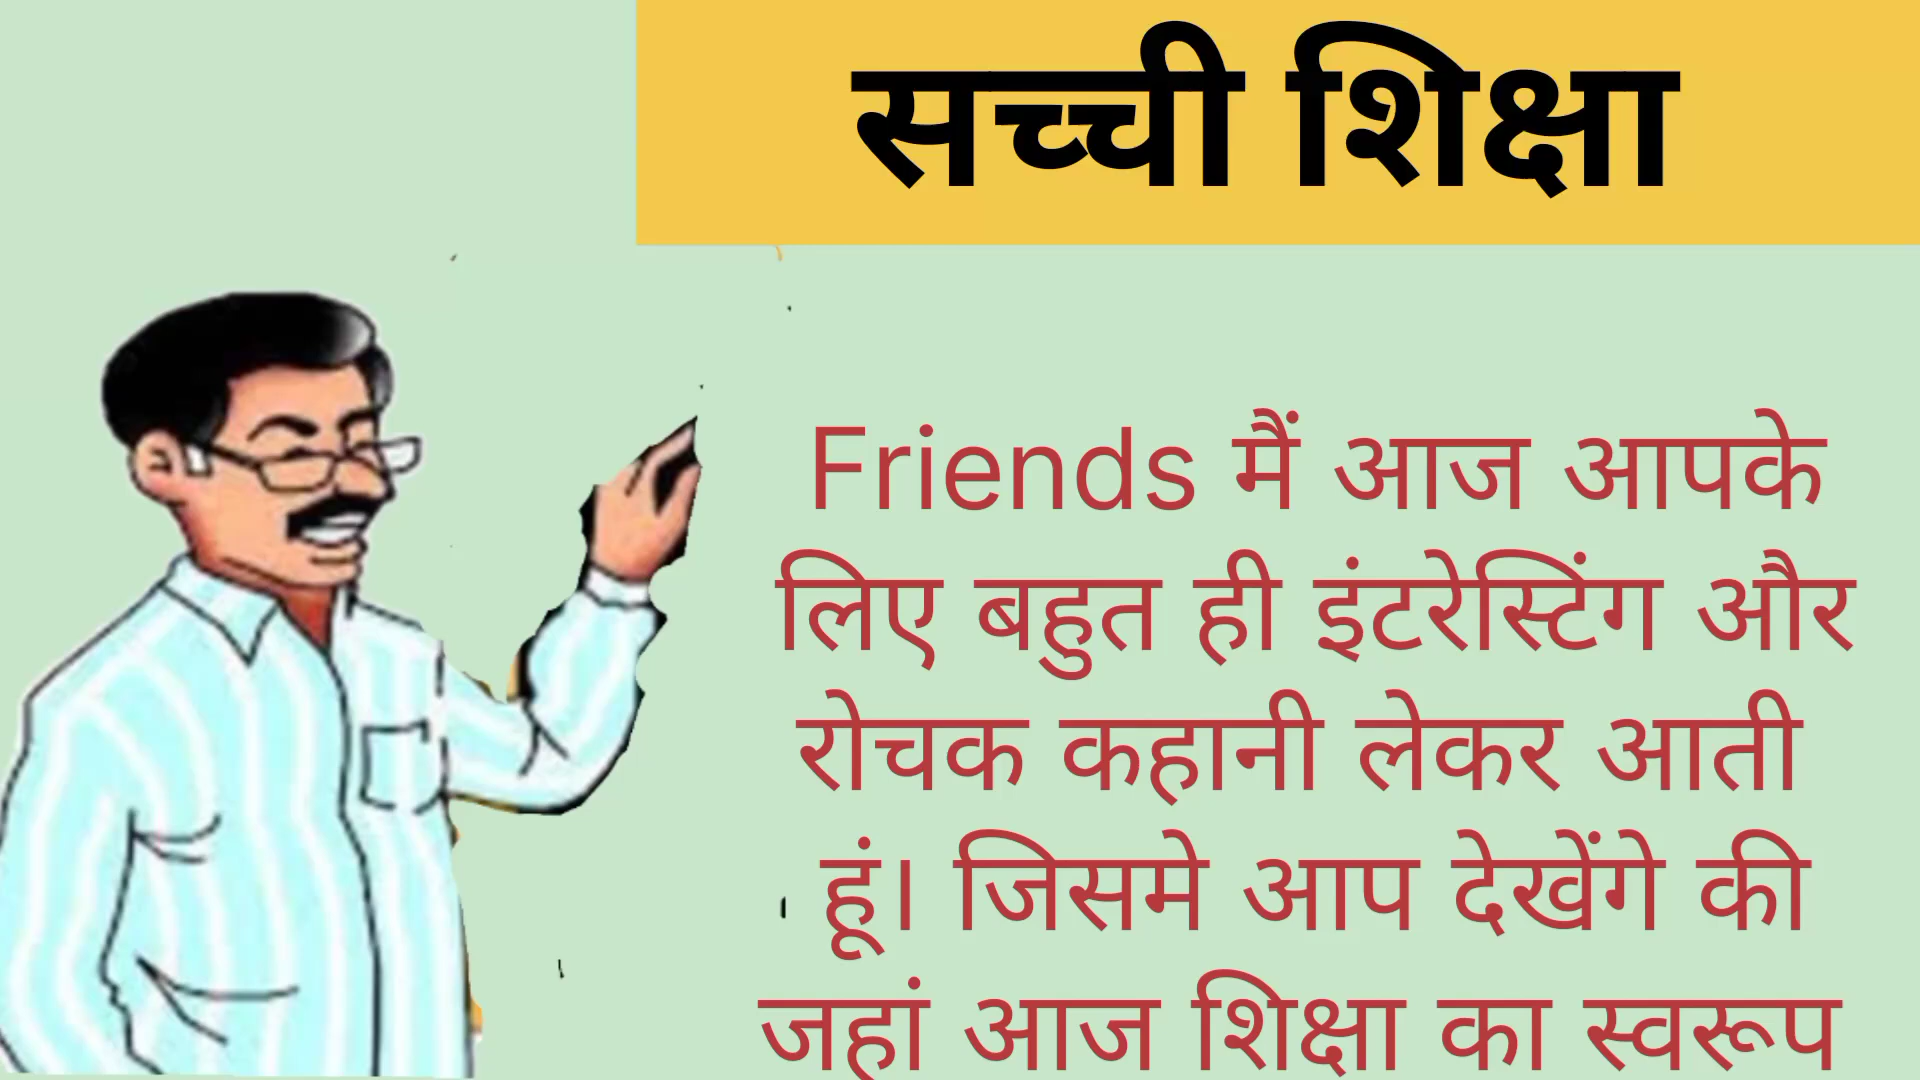 सच्ची शिक्षा
Friends मैं आज आपके
लिए बहुत ही इंटरेस्टिंग और
रोचक कहानी लेकर आती
हूं। जिसमे आप देखेंगे की
जहां आज शिक्षा का स्वरूप